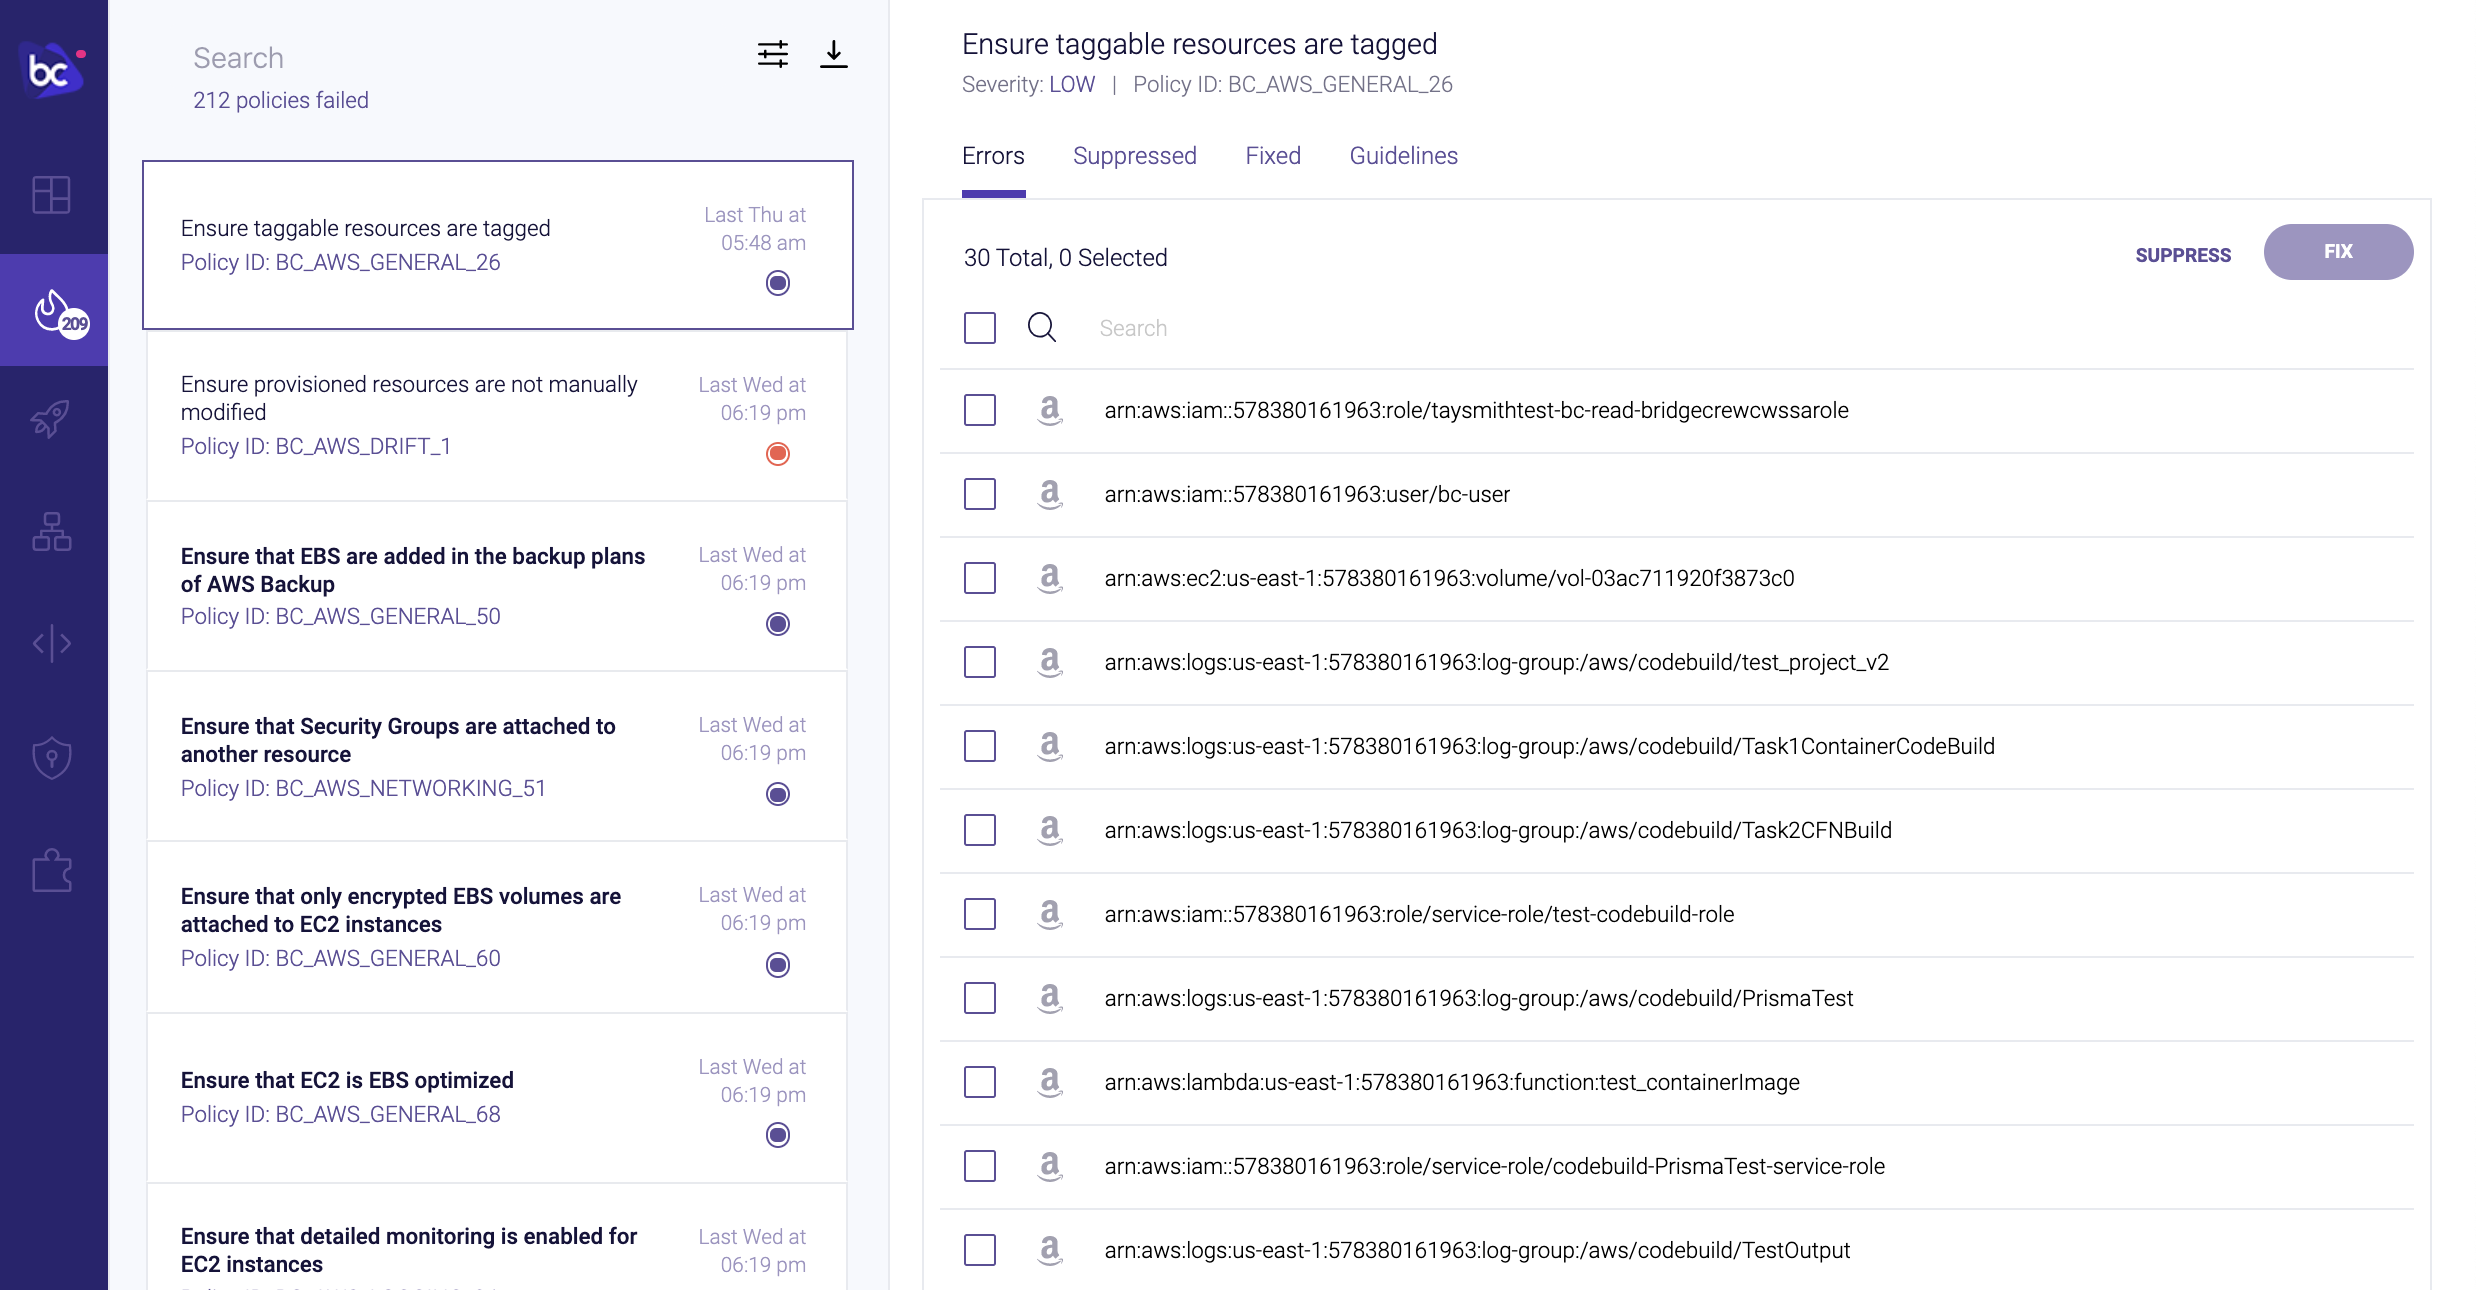 bc
209
Search
212 policies failed
Ensure taggable resources are tagged
Policy ID: BC_AWS_GENERAL_26
Last Thu at
05:48 am
Ensure provisioned resources are not manually
modified
Policy ID: BC_AWS_DRIFT_1
Last Wed at
06:19 pm
Ensure that EBS are added in the backup plans
of AWS Backup
Policy ID: BC_AWS_GENERAL_50
Last Wed at
06:19 pm
Ensure that Security Groups are attached to
another resource
Policy ID: BC_AWS_NETWORKING_51
Last Wed at
06:19 pm
Ensure that only encrypted EBS volumes are
attached to EC2 instances
Policy ID: BC_AWS_GENERAL_60
Last Wed at
06:19 pm
Ensure that EC2 is EBS optimized
Policy ID: BC_AWS_GENERAL_68
Last Wed at
06:19 pm
Ensure that detailed monitoring is enabled for
EC2 instances
Last Wed at
06:19 pm
Ensure taggable resources are tagged
Severity: LOW | Policy ID: BC_AWS_GENERAL_26
Errors Suppressed Fixed Guidelines
30 Total, 0 Selected
SUPPRESS FIX
Search
arn:aws:iam::578380161963:role/taysmithtest-bc-read-bridgecrewcwssarole
arn:aws:iam::578380161963:user/bc-user
arn:aws:ec2:us-east-1:578380161963:volume/vol-03ac711920f3873c0
arn:aws:logs:us-east-1:578380161963:log-group:/aws/codebuild/test_project_v2
arn:aws:logs:us-east-1:578380161963:log-group:/aws/codebuild/Task1ContainerCodeBuild
arn:aws:logs:us-east-1:578380161963:log-group:/aws/codebuild/Task2CFNBuild
arn:aws:iam::578380161963:role/service-role/test-codebuild-role
arn:aws:logs:us-east-1:578380161963:log-group:/aws/codebuild/PrismaTest
arn:aws:lambda:us-east-1:578380161963:function:test_containerImage
arn:aws:iam::578380161963:role/service-role/codebuild-PrismaTest-service-role
arn:aws:logs:us-east-1:578380161963:log-group:/aws/codebuild/TestOutput